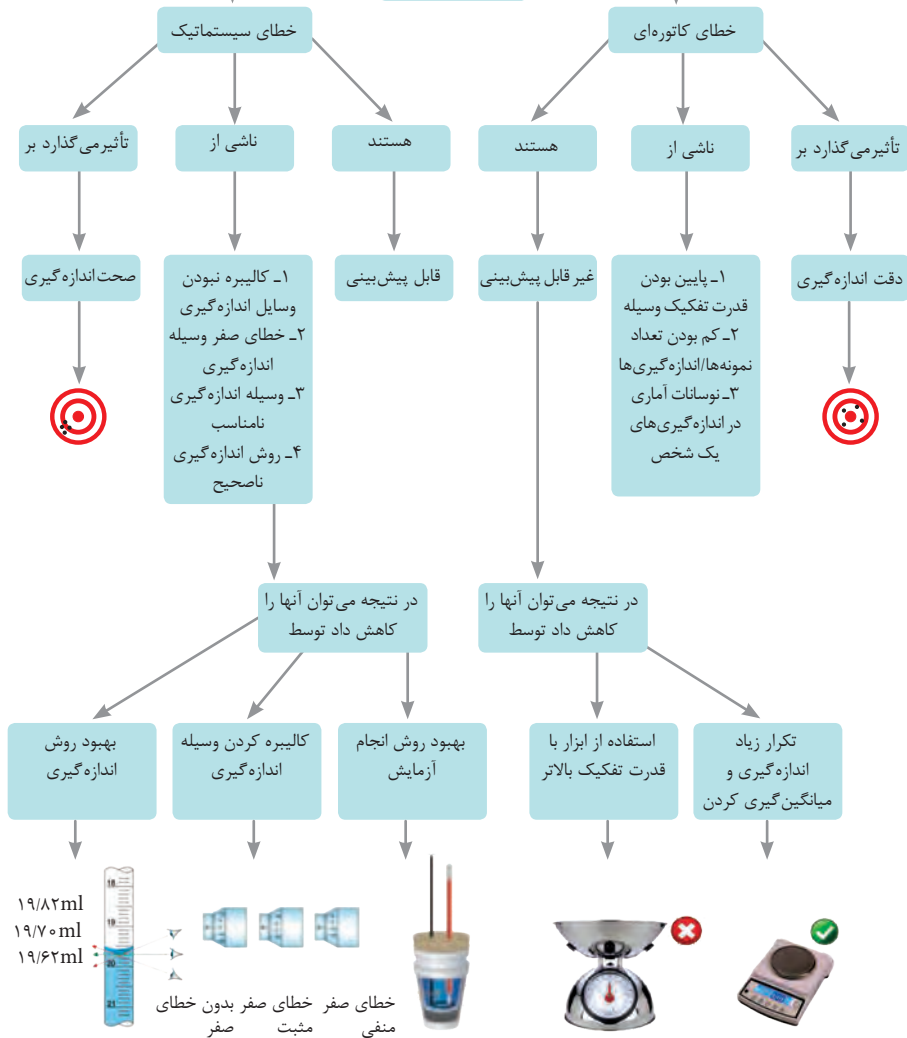 خطای کاتوره‌ای
خطای سیستماتیک
تأثیرمی‌گذارد بر
ناشی از
هستند
هستند
ناشی از
تأثیرمی‌گذارد بر
دقت اندازه‌گیری
۱ـ پایین بودن
قدرت تفکیک وسیله
۲ـ کم بودن تعداد
نمونه‌ها/اندازه‌گیری‌ها
۳ـ نوسانات آماری
در اندازه‌گیری‌های
یک شخص
غیر قابل پیش‌بینی
قابل پیش‌بینی
۱ـ کالیبره نبودن
وسایل اندازه‌گیری
۲ـ خطای صفر وسیله
اندازه‌گیری
۳ـ وسیله اندازه‌گیری
نامناسب
۴ـ روش اندازه‌گیری
ناصحیح
صحت اندازه‌گیری
در نتیجه می‌توان آنها را
کاهش داد توسط
در نتیجه می‌توان آنها را
کاهش داد توسط
تکرار زیاد
اندازه‌گیری و
میانگین‌گیری کردن
استفاده از ابزار با
قدرت تفکیک بالاتر
بهبود روش انجام
آزمایش
کالیبره کردن وسیله
اندازه‌گیری
بهبود روش
اندازه‌گیری
خطای صفر
منفی
خطای صفر
مثبت
بدون خطای
صفر
18
19
20
21
۱۹/۸۲ml
۱۹/۷۰ml
۱۹/۶۲ml